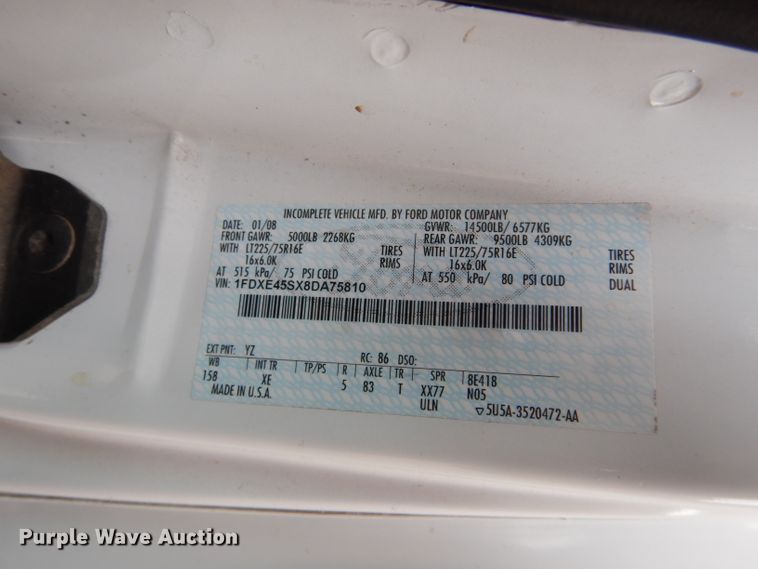 INCOMPLETE VEHICLE MFD. BY FORD MOTOR COMPANY
DATE: 01/08 GVWR: 14500LB/ 6577KG
FRONT GAWR: 5000LB 2268KG REAR GAWR: 9500LB 4309KG
WITH LT225/75R16E TIRES WITH LT225/75R16E TIRES
16x6.0K RIMS 16x6.0K RIMS
AT 515 kPa/ 75 PSI COLD AT 550 kPa/ 80 PSI COLD DUAL
VIN: 1FDXE45SX8DA75810
EXT PNT: YZ RC: 86 DSO:
WB INT TR TP/PS R AXLE TR SPR 8E418
158 XE 5 83 T XX77 N05
MADE IN U.S.A. ULN ▽5U5A-3520472-AA
Purple Wave Auction